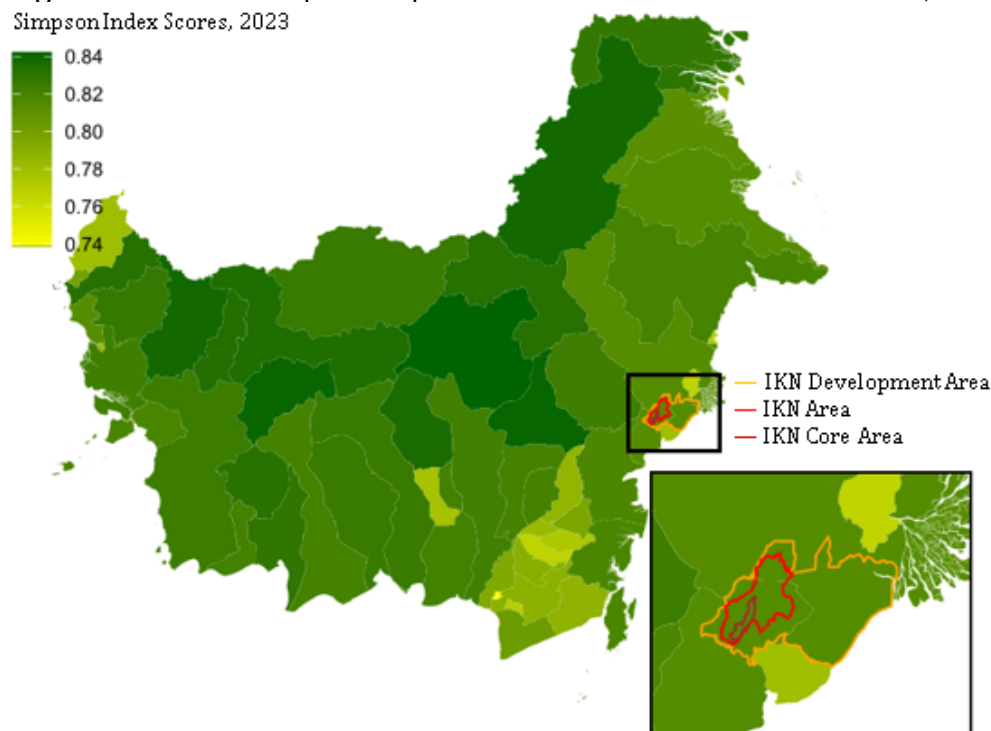 Simpson Index Scores, 2023
0.84
0.82
0.80
0.78
0.76
0.74
IKN Development Area
IKN Area
IKN Core Area